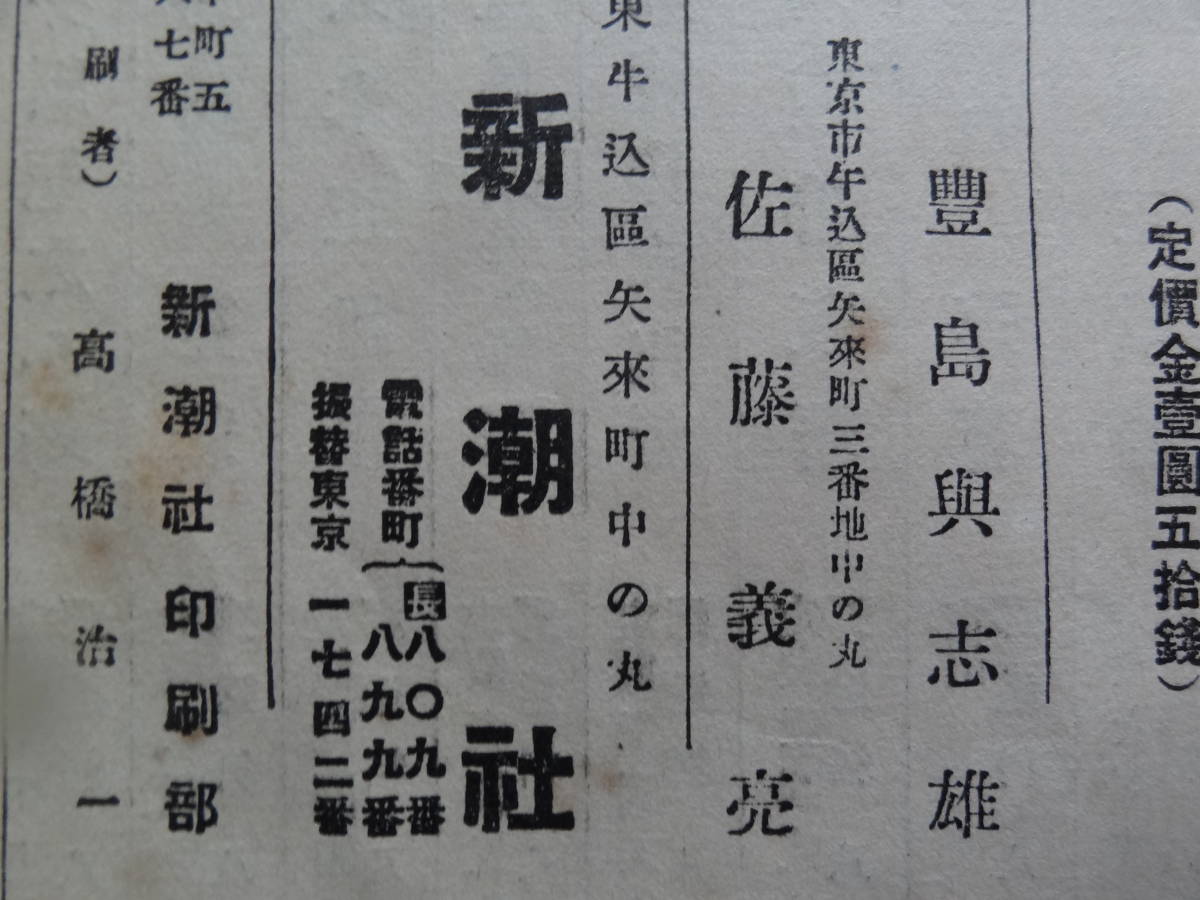 （定價金壹圓五拾錢）
豐島與志雄
東京市牛込區矢來町三番地中の丸
佐藤義亮
東牛込區矢來町中の丸
新潮社
電話番町
長八〇九番
八九九番
振替東京一七四二番
町五
七番
新潮社印刷部
刷者）高橋治一